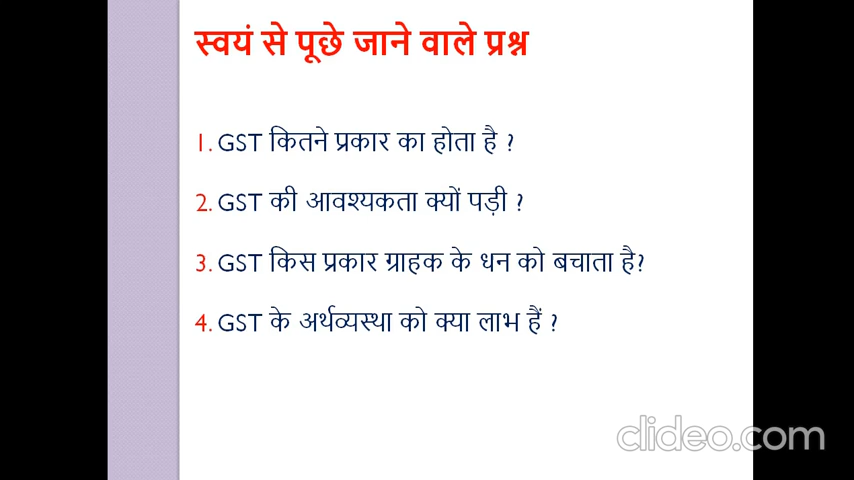 स्वयं से पूछे जाने वाले प्रश्न
1. GST कितने प्रकार का होता है ?
2. GST की आवश्यकता क्यों पड़ी ?
3. GST किस प्रकार ग्राहक के धन को बचाता है?
4. GST के अर्थव्यस्था को क्या लाभ हैं ?
clideo.com